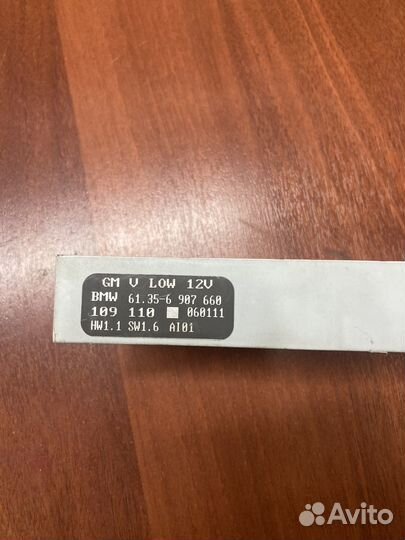 GM V LOW 12V
BMW 61.35-6 907 660
109 110 060111
HW1.1 SW1.6 AI01
Avito